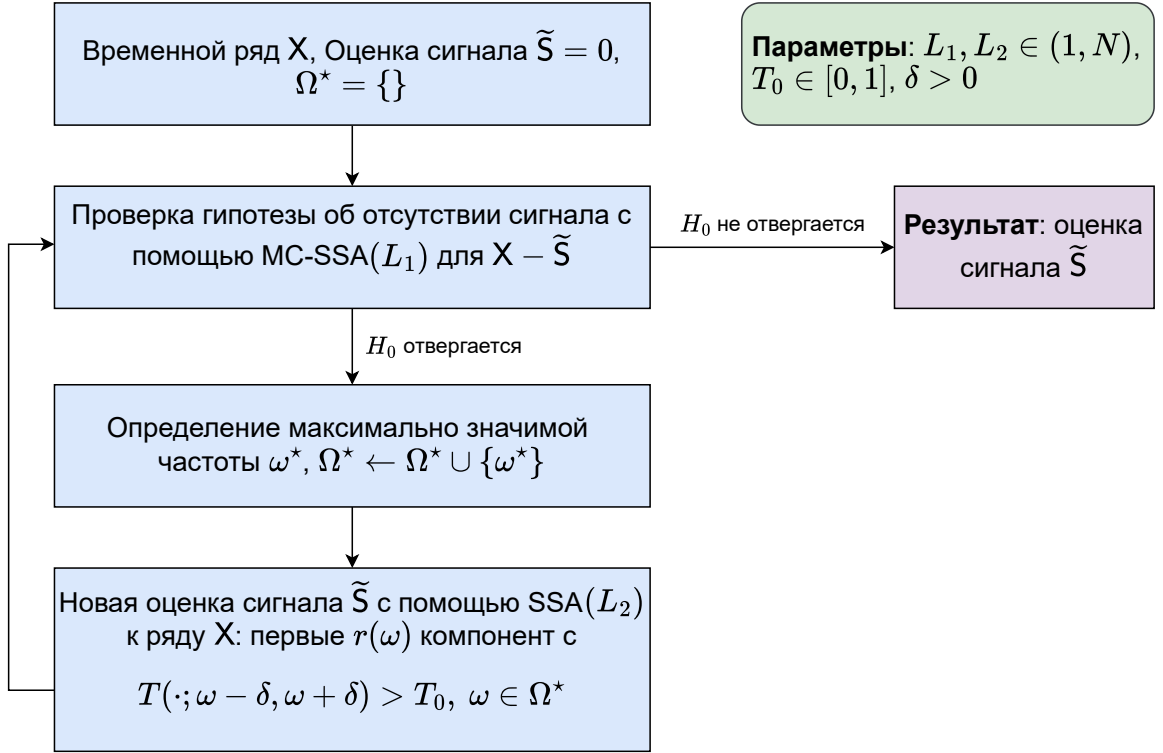 Временной ряд X, Оценка сигнала S̃ = 0,
Ω⋆ = {}
Параметры: L₁, L₂ ∈ (1, N),
T₀ ∈ [0, 1], δ > 0
Проверка гипотезы об отсутствии сигнала с
помощью MC-SSA(L₁) для X − S̃
H₀ не отвергается
Результат: оценка
сигнала S̃
H₀ отвергается
Определение максимально значимой
частоты ω⋆, Ω⋆ ← Ω⋆ ∪ {ω⋆}
Новая оценка сигнала S̃ с помощью SSA(L₂)
к ряду X: первые r(ω) компонент с
T(·; ω − δ, ω + δ) > T₀, ω ∈ Ω⋆